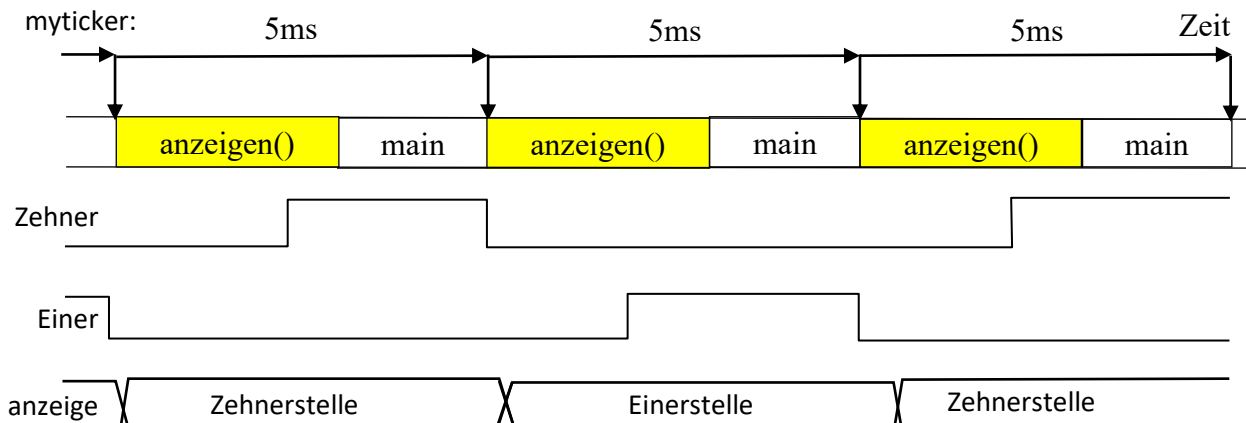 myticker: 5ms 5ms 5ms Zeit
anzeigen() main anzeigen() main anzeigen() main
Zehner
Einer
anzeige Zehnerstelle Einerstelle Zehnerstelle